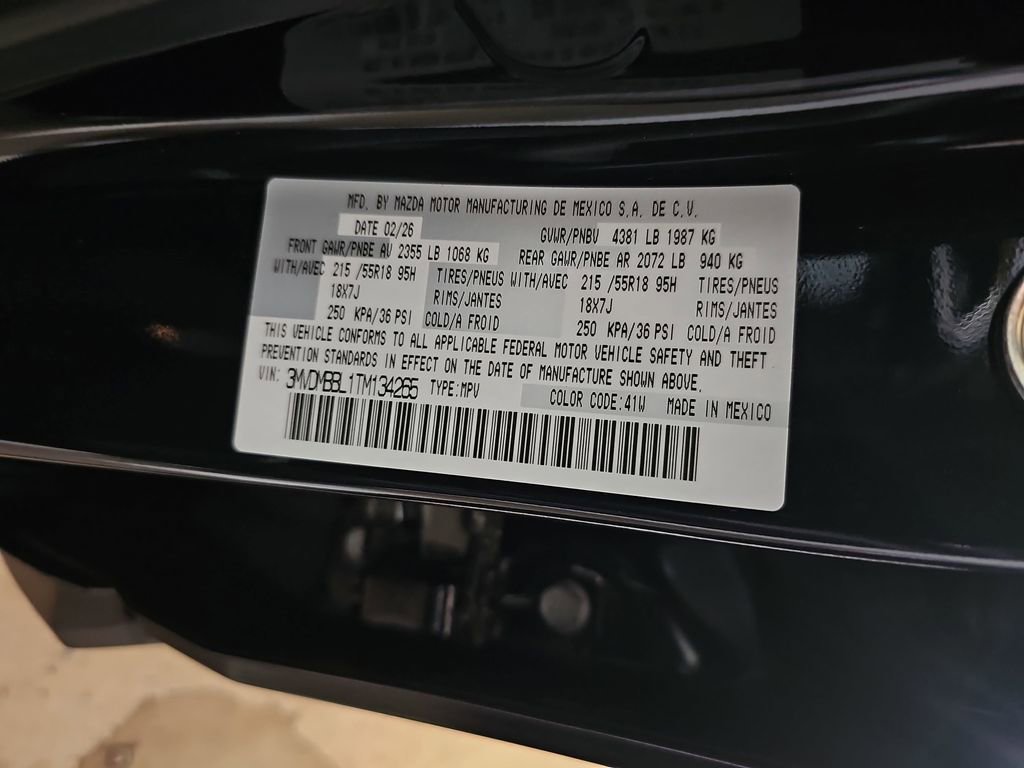 MFD. BY MAZDA MOTOR MANUFACTURING DE MEXICO S.A. DE C.V.
DATE 02/26 GVWR/PNBV 4381 LB 1987 KG
FRONT GAWR/PNBE AV 2355 LB 1068 KG REAR GAWR/PNBE AR 2072 LB 940 KG
WITH/AVEC 215 /55R18 95H TIRES/PNEUS WITH/AVEC 215 /55R18 95H TIRES/PNEUS
18X7J RIMS/JANTES 18X7J RIMS/JANTES
250 KPA/36 PSI COLD/A FROID 250 KPA/36 PSI COLD/A FROID
THIS VEHICLE CONFORMS TO ALL APPLICABLE FEDERAL MOTOR VEHICLE SAFETY AND THEFT
PREVENTION STANDARDS IN EFFECT ON THE DATE OF MANUFACTURE SHOWN ABOVE.
VIN: 3MVDMBBL1TM134265 TYPE:MPV COLOR CODE:41W MADE IN MEXICO